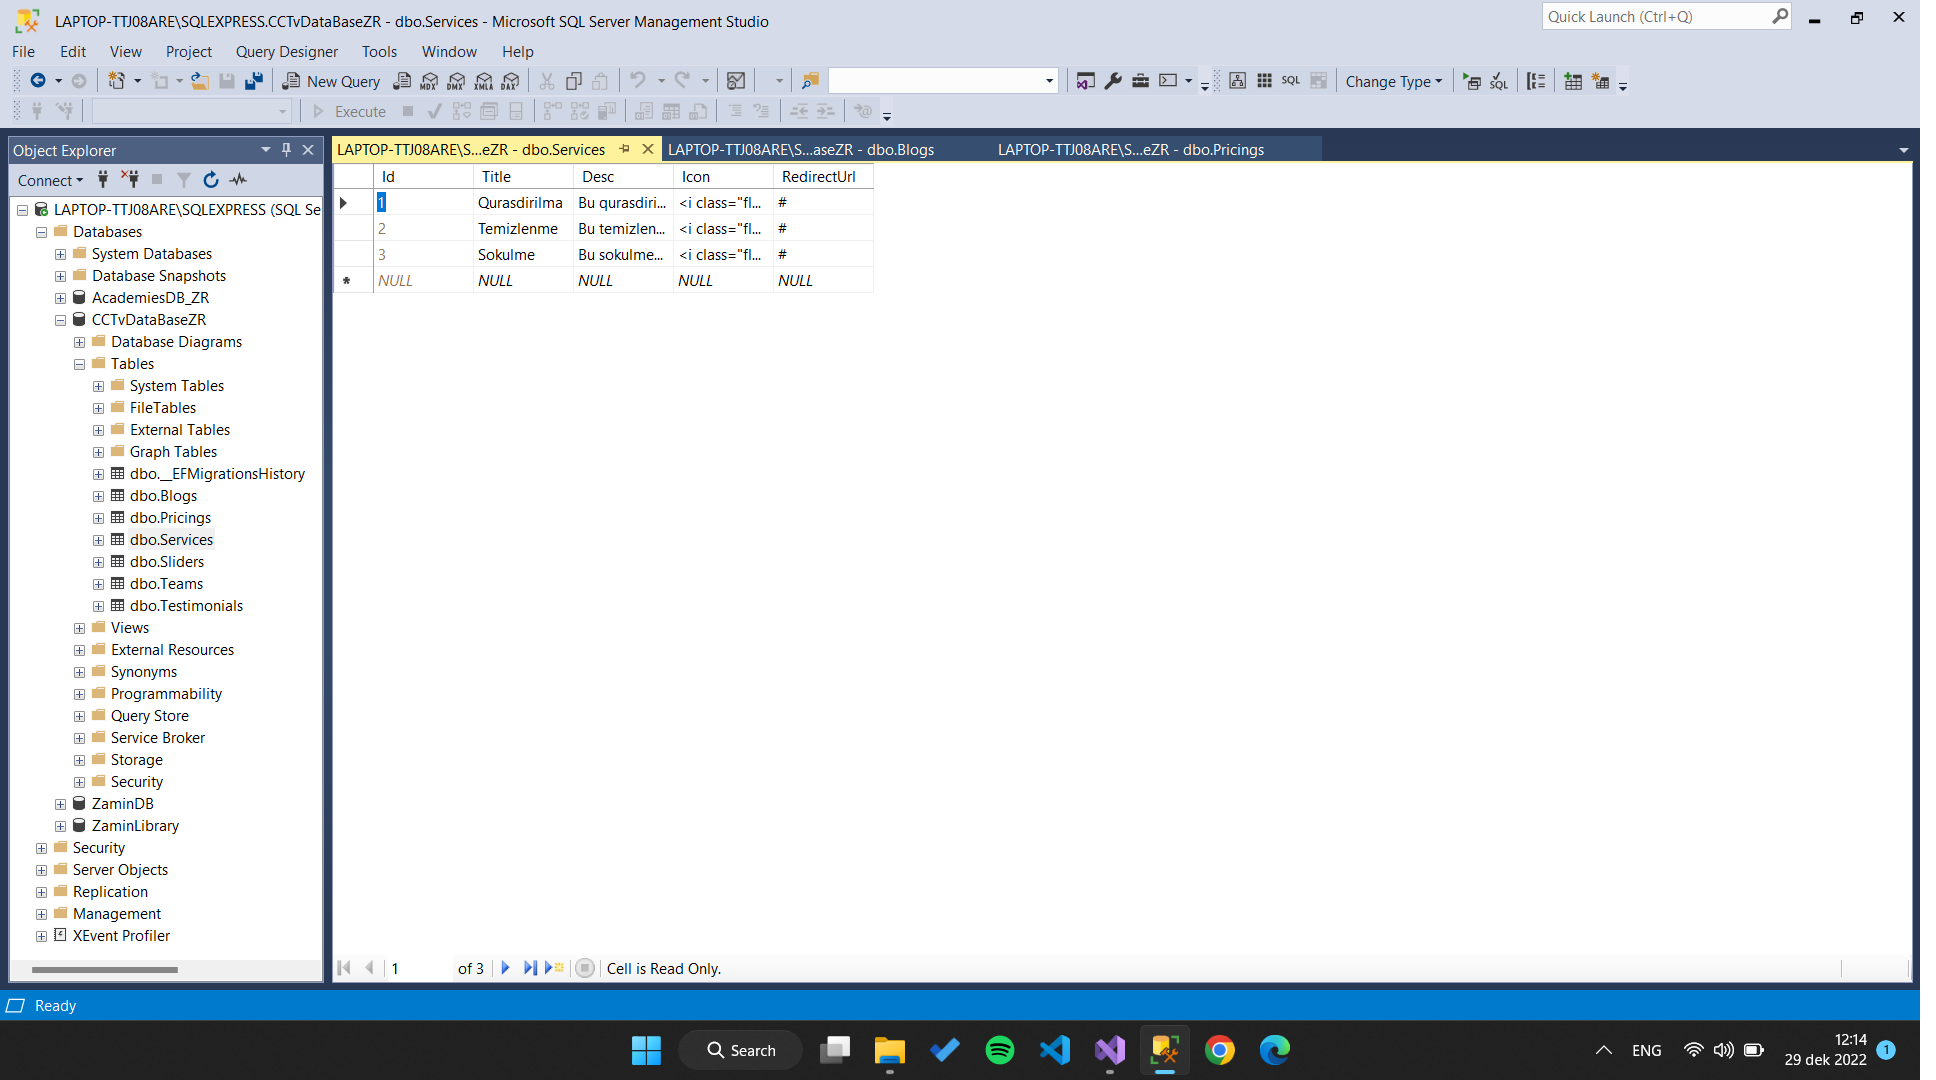 LAPTOP-TTJ08ARE\SQLEXPRESS.CCTvDataBaseZR - dbo.Services - Microsoft SQL Server Management Studio
Quick Launch (Ctrl+Q)
File Edit View Project Query Designer Tools Window Help
New Query MDX DMX XMLA DAX SQL Change Type SQL
Execute
Object Explorer
LAPTOP-TTJ08ARE\S...eZR - dbo.Services LAPTOP-TTJ08ARE\S...aseZR - dbo.Blogs LAPTOP-TTJ08ARE\S...eZR - dbo.Pricings
Connect
Id Title Desc Icon RedirectUrl
1 Qurasdirilma Bu qurasdiri... <i class="fl... #
2 Temizlenme Bu temizlen... <i class="fl... #
3 Sokulme Bu sokulme... <i class="fl... #
NULL NULL NULL NULL NULL
LAPTOP-TTJ08ARE\SQLEXPRESS (SQL Se
Databases
System Databases
Database Snapshots
AcademiesDB_ZR
CCTvDataBaseZR
Database Diagrams
Tables
System Tables
FileTables
External Tables
Graph Tables
dbo.__EFMigrationsHistory
dbo.Blogs
dbo.Pricings
dbo.Services
dbo.Sliders
dbo.Teams
dbo.Testimonials
Views
External Resources
Synonyms
Programmability
Query Store
Service Broker
Storage
Security
ZaminDB
ZaminLibrary
Security
Server Objects
Replication
Management
XEvent Profiler
1 of 3 Cell is Read Only.
Ready
Search
ENG
12:14
29 dek 2022
1